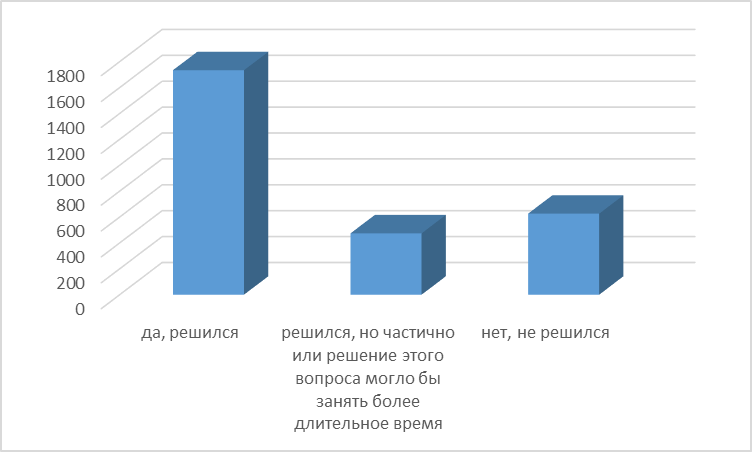 1800
1600
1400
1200
1000
800
600
400
200
0
да, решился
решился, но частично
или решение этого
вопроса могло бы
занять более
длительное время
нет, не решился